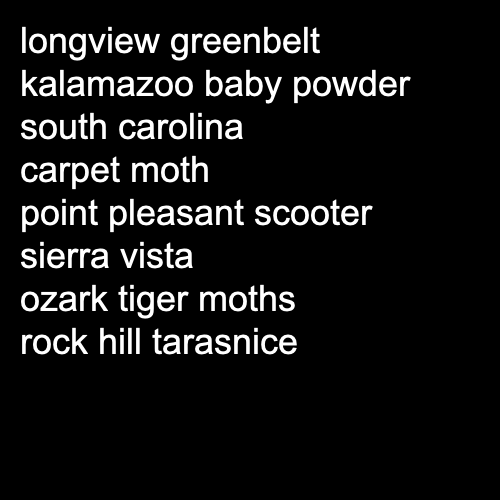 longview greenbelt
kalamazoo baby powder
south carolina
carpet moth
point pleasant scooter
sierra vista
ozark tiger moths
rock hill tarasnice